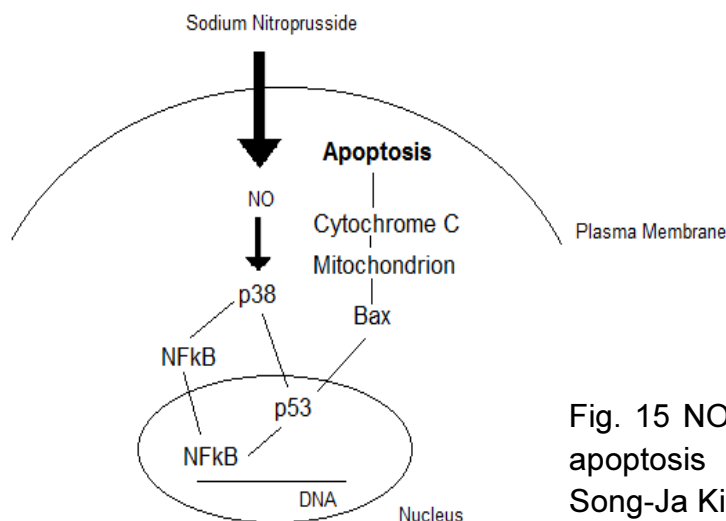 Sodium Nitroprusside
Apoptosis
NO
Cytochrome C
Plasma Membrane
Mitochondrion
p38
Bax
NFkB
p53
NFkB
DNA
Nucleus
Fig. 15 NO
apoptosis
Song-Ja Ki